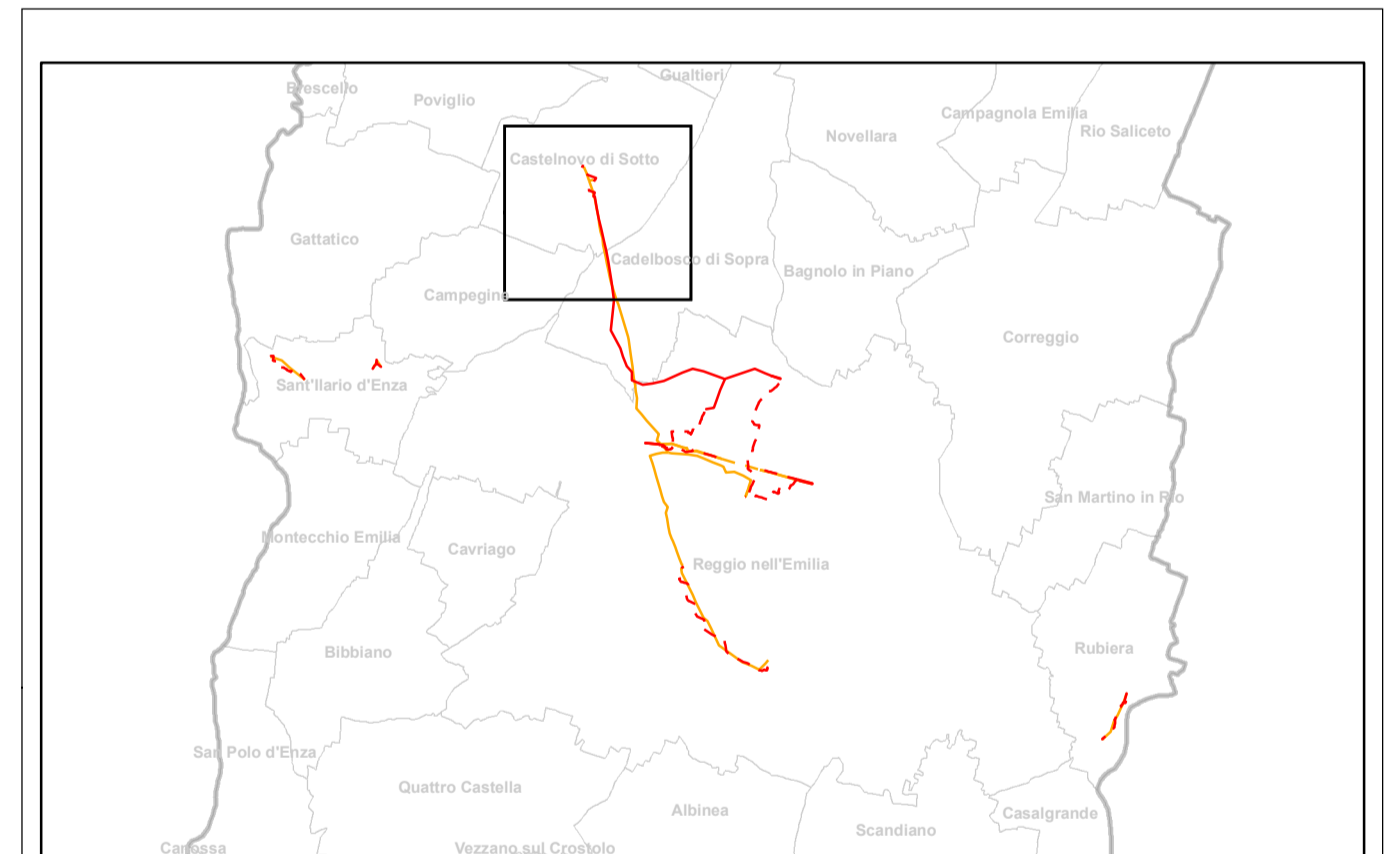 Gualtieri
Brescello
Poviglio
Campagnola Emilia
Rio Saliceto
Novellara
Castelnovo di Sotto
Gattatico
Cadelbosco di Sopra
Bagnolo in Piano
Campegine
Correggio
Sant'Ilario d'Enza
San Martino in Rio
Montecchio Emilia
Cavriago
Reggio nell'Emilia
Bibbiano
Rubiera
San Polo d'Enza
Quattro Castella
Albinea
Casalgrande
Scandiano
Canossa
Vezzano sul Crostolo